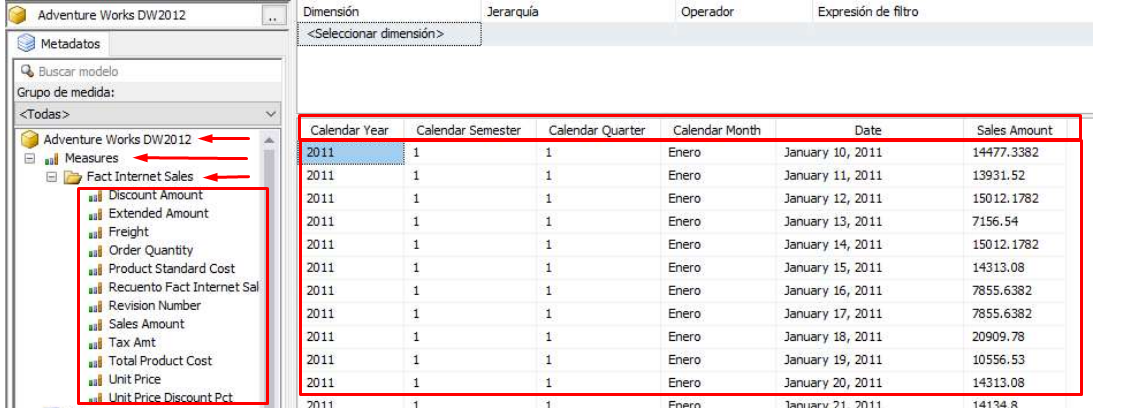 Adventure Works DW2012 ..
Metadatos
Buscar modelo
Grupo de medida:
<Todas>
Adventure Works DW2012
Measures
Fact Internet Sales
Discount Amount
Extended Amount
Freight
Order Quantity
Product Standard Cost
Recuento Fact Internet Sal
Revision Number
Sales Amount
Tax Amt
Total Product Cost
Unit Price
Unit Price Discount Pct
Dimensión Jerarquía Operador Expresión de filtro
<Seleccionar dimensión>
Calendar Year Calendar Semester Calendar Quarter Calendar Month Date Sales Amount
2011 1 1 Enero January 10, 2011 14477.3382
2011 1 1 Enero January 11, 2011 13931.52
2011 1 1 Enero January 12, 2011 15012.1782
2011 1 1 Enero January 13, 2011 7156.54
2011 1 1 Enero January 14, 2011 15012.1782
2011 1 1 Enero January 15, 2011 14313.08
2011 1 1 Enero January 16, 2011 7855.6382
2011 1 1 Enero January 17, 2011 7855.6382
2011 1 1 Enero January 18, 2011 20909.78
2011 1 1 Enero January 19, 2011 10556.53
2011 1 1 Enero January 20, 2011 14313.08
2011 1 1 Enero January 21, 2011 14134.8